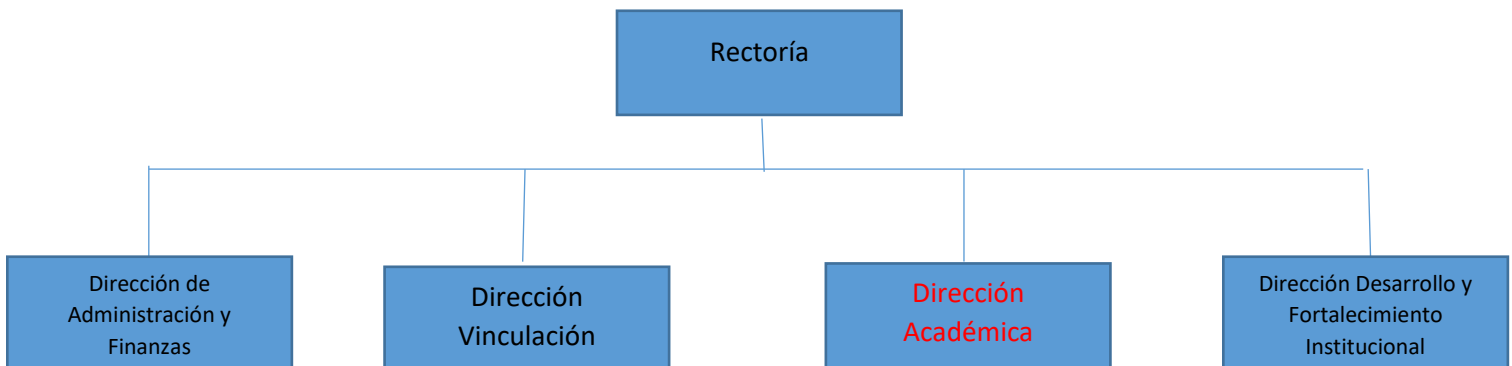 Rectoría
Dirección de
Administración y
Finanzas
Dirección
Vinculación
Dirección
Académica
Dirección Desarrollo y
Fortalecimiento
Institucional